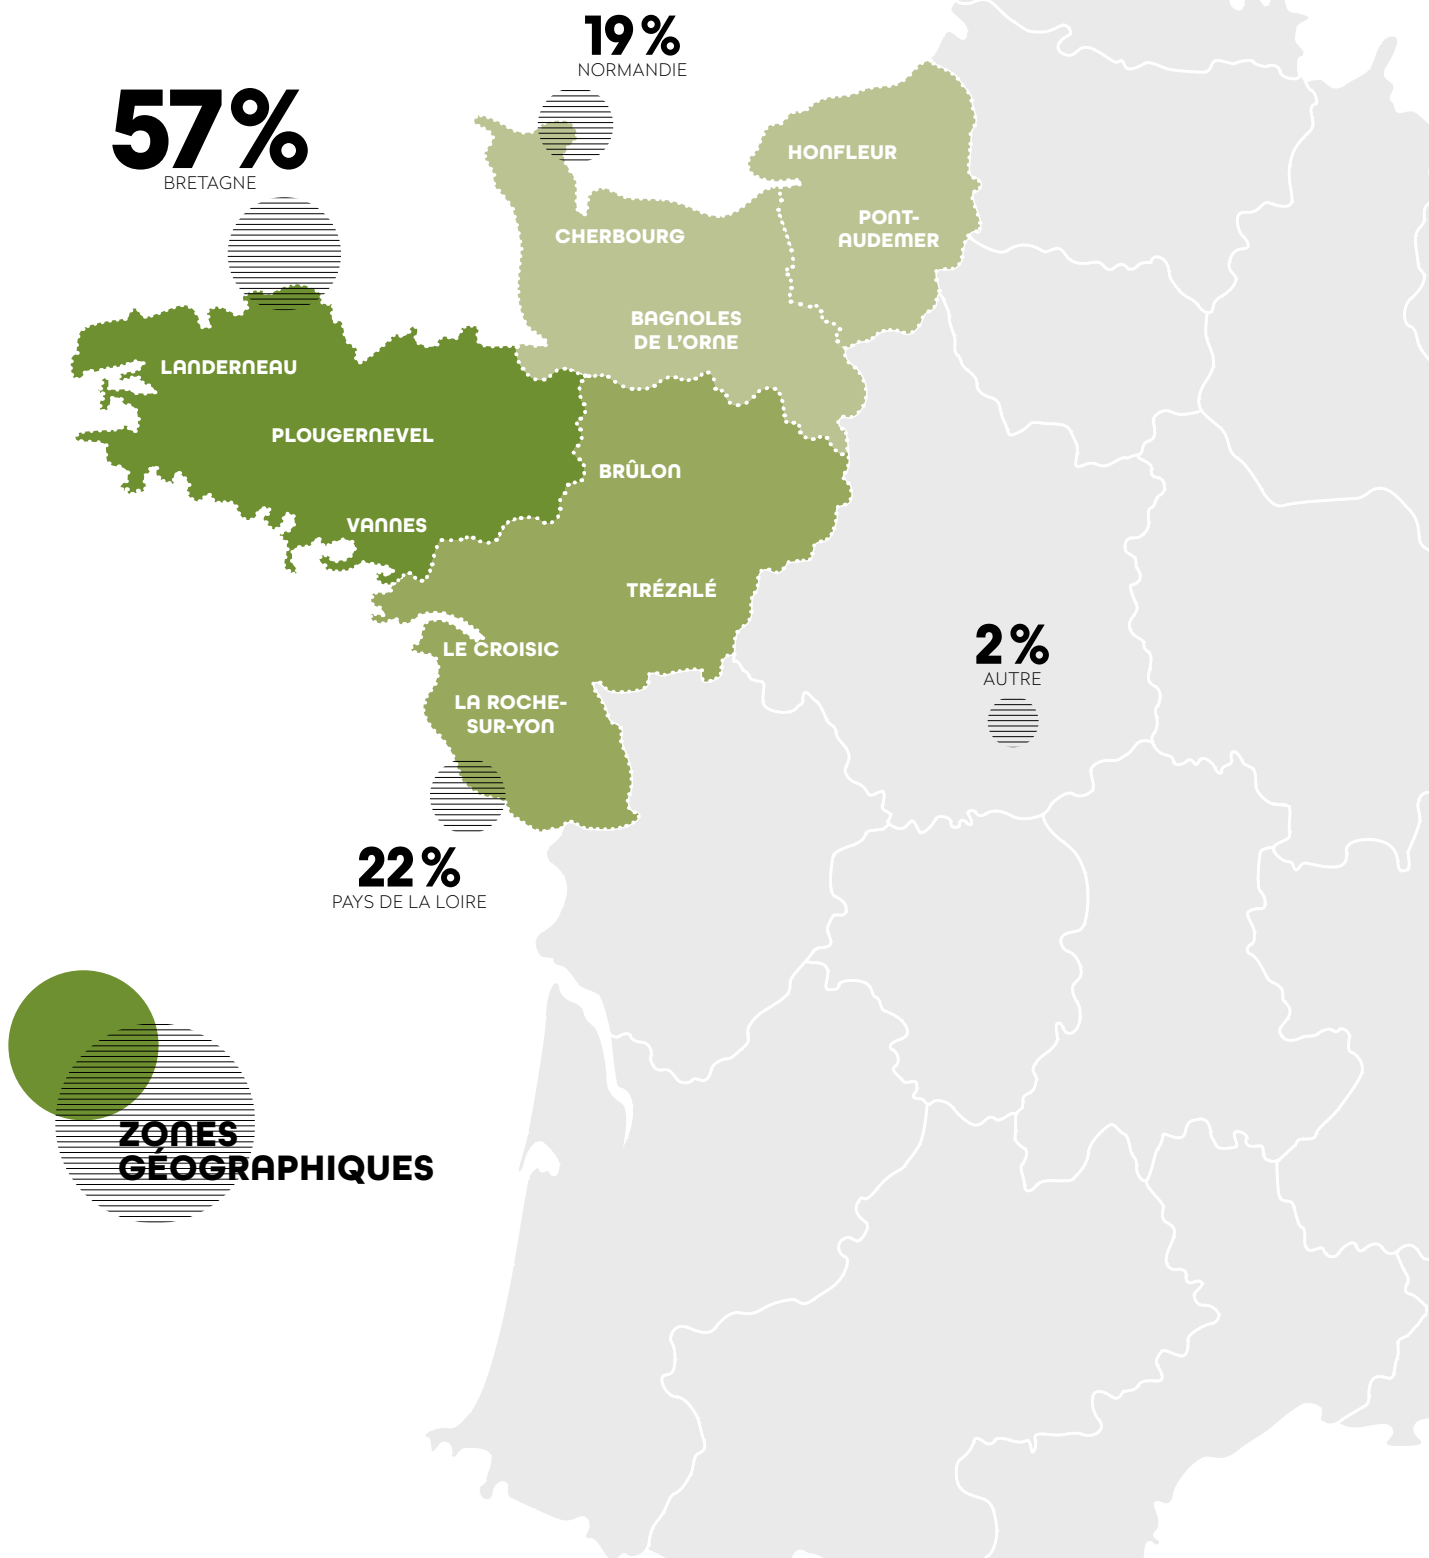 19 %
NORMANDIE
57 %
BRETAGNE
HONFLEUR
PONT-
AUDEMER
CHERBOURG
BAGNOLES
DE L'ORNE
LANDERNEAU
PLOUGERNEVEL
BRÛLON
VANNES
TRÉZALÉ
LE CROISIC
LA ROCHE-
SUR-YON
2 %
AUTRE
22 %
PAYS DE LA LOIRE
ZONES
GÉOGRAPHIQUES